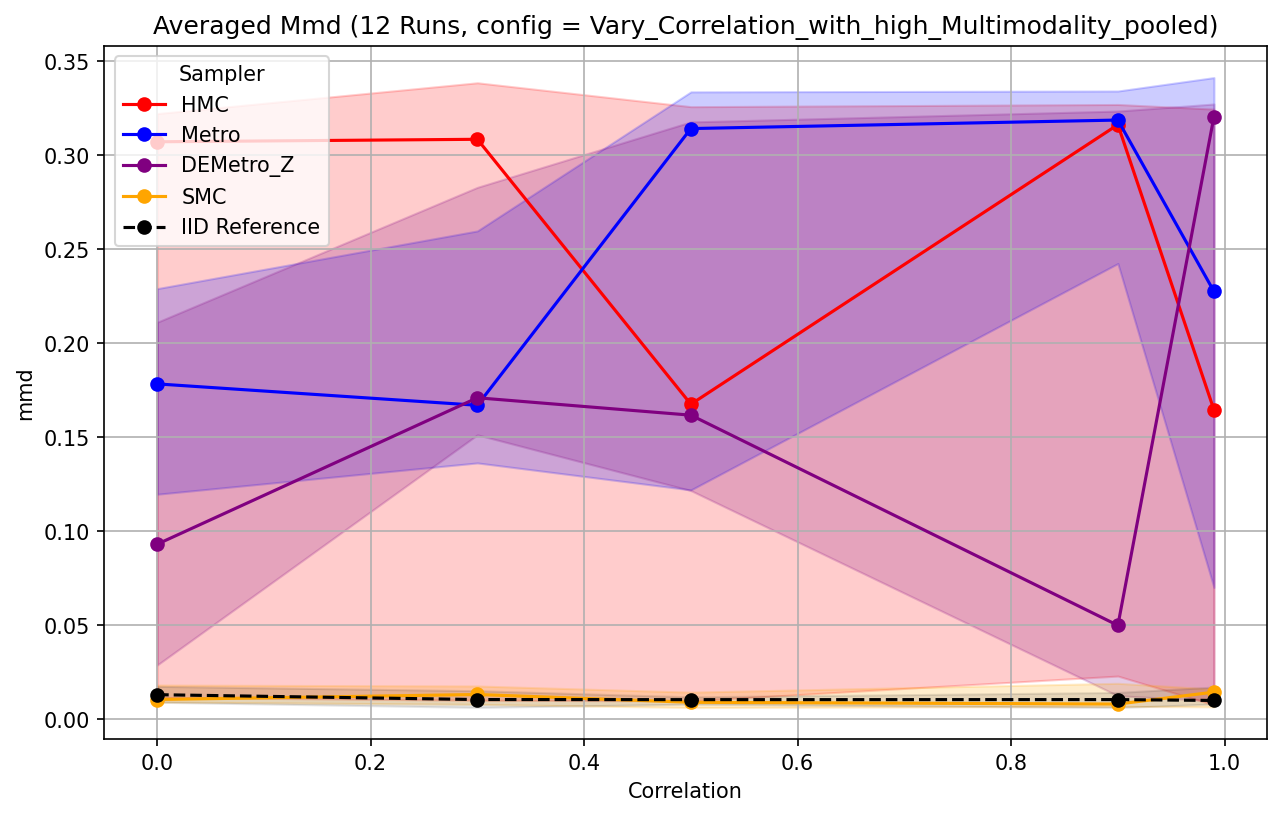 Averaged Mmd (12 Runs, config = Vary_Correlation_with_high_Multimodality_pooled)
0.35
0.30
0.25
0.20
0.15
0.10
0.05
0.00
mmd
Sampler
HMC
Metro
DEMetro_Z
SMC
IID Reference
0.0 0.2 0.4 0.6 0.8 1.0
Correlation